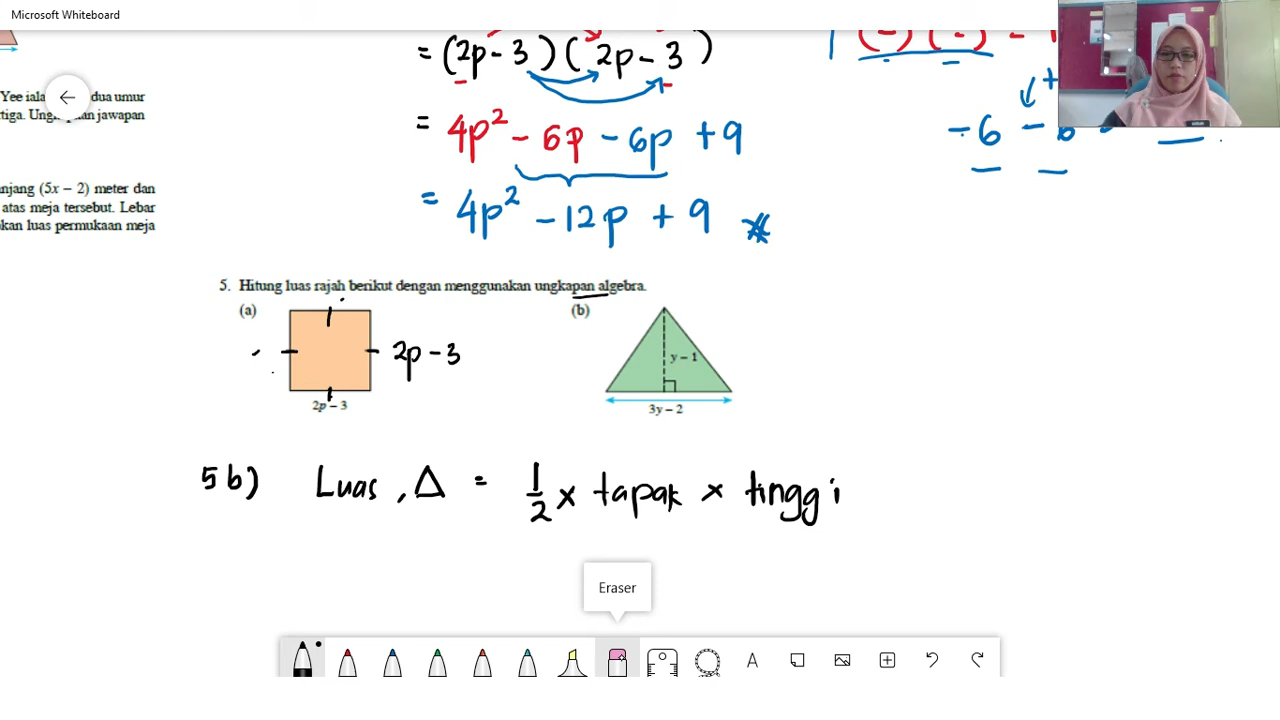 Microsoft Whiteboard
= (2p - 3)(2p - 3)
= 4p² - 6p - 6p + 9
= 4p² - 12p + 9
- 6 -
Yee iala dua umur
tiga. Ung an jawapan
njang (5x − 2) meter dan
atas meja tersebut. Lebar
kan luas permukaan meja
5. Hitung luas rajah berikut dengan menggunakan ungkapan algebra.
(a)
2p - 3
2p − 3
(b)
y − 1
3y − 2
5 b) Luas, Δ = 1/2 x tapak x tinggi
Eraser
A